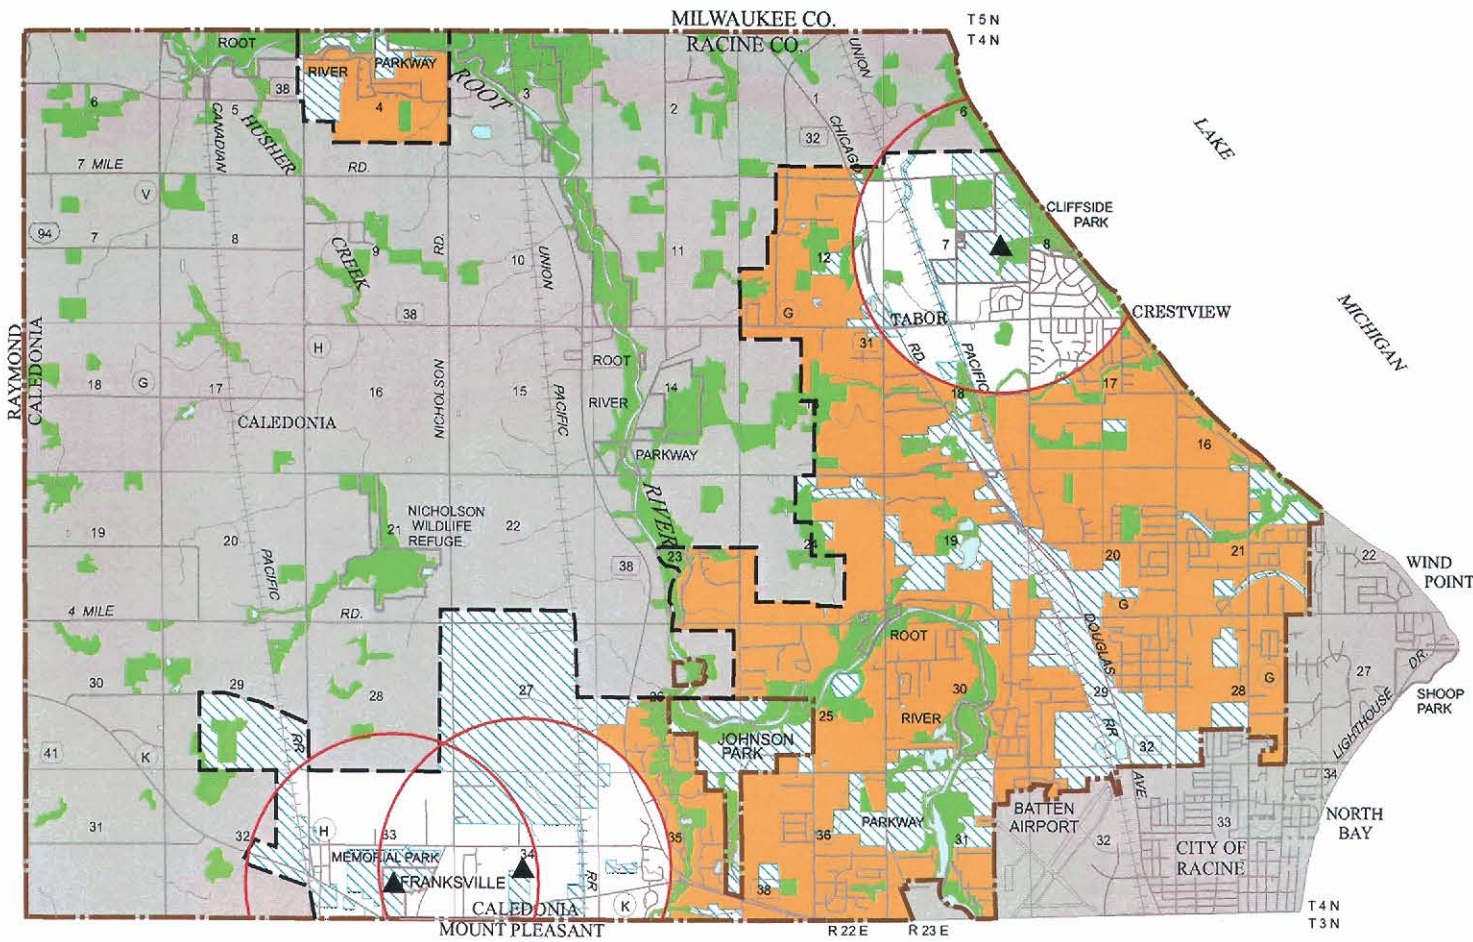 MILWAUKEE CO.
T 5 N
T 4 N
RACINE CO.
ROOT
RIVER
PARKWAY
ROOT
UNION
6
5
38
4
3
2
1
6
HUSHER
CANADIAN
32
CHICAGO
LAKE
7 MILE
RD.
V
CLIFFSIDE
PARK
94
7
8
9
RD.
10
11
12
7
8
CREEK
UNION
38
G
TABOR
CRESTVIEW
MICHIGAN
RAYMOND
CALEDONIA
H
31
RD.
PACIFIC
ROOT
18
G
17
16
NICHOLSON
15
PACIFIC
14
18
17
RIVER
CALEDONIA
16
PARKWAY
RIVER
NICHOLSON
WILDLIFE
REFUGE
19
20
21
22
23
24
19
20
21
22
PACIFIC
38
WIND
POINT
4 MILE
RD.
G
ROOT
DOUGLAS
30
29
28
27
26
25
30
29
28
27
DR.
G
RIVER
SHOOP
PARK
LIGHTHOUSE
RR
JOHNSON
PARK
RR
32
41
K
34
AVE.
BATTEN
AIRPORT
NORTH
BAY
31
32
H
33
34
35
36
PARKWAY
31
32
33
MEMORIAL PARK
CITY OF
RACINE
FRANKSVILLE
RR
38
K
CALEDONIA
MOUNT PLEASANT
R 22 E
R 23 E
T 4 N
T 3 N